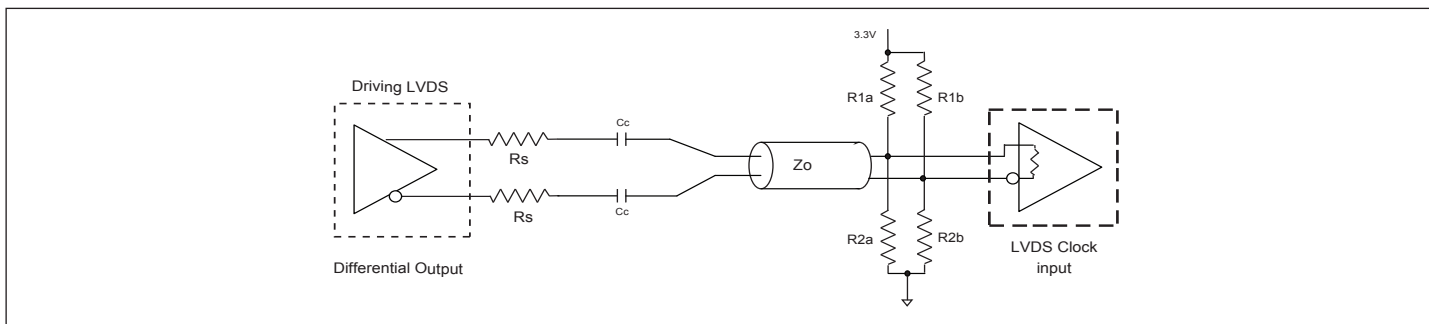 3.3V
Driving LVDS
R1a
R1b
Cc
Rs
Zo
Cc
Rs
R2a
R2b
LVDS Clock
input
Differential Output